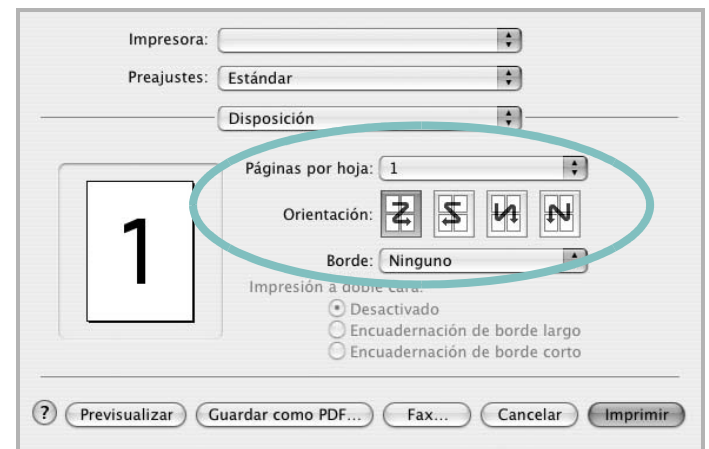 Impresora:
Preajustes: Estándar
Disposición
Páginas por hoja: 1
1
Orientación:
Borde: Ninguno
Impresión a doble cara:
Desactivado
Encuadernación de borde largo
Encuadernación de borde corto
? Previsualizar Guardar como PDF... Fax... Cancelar Imprimir